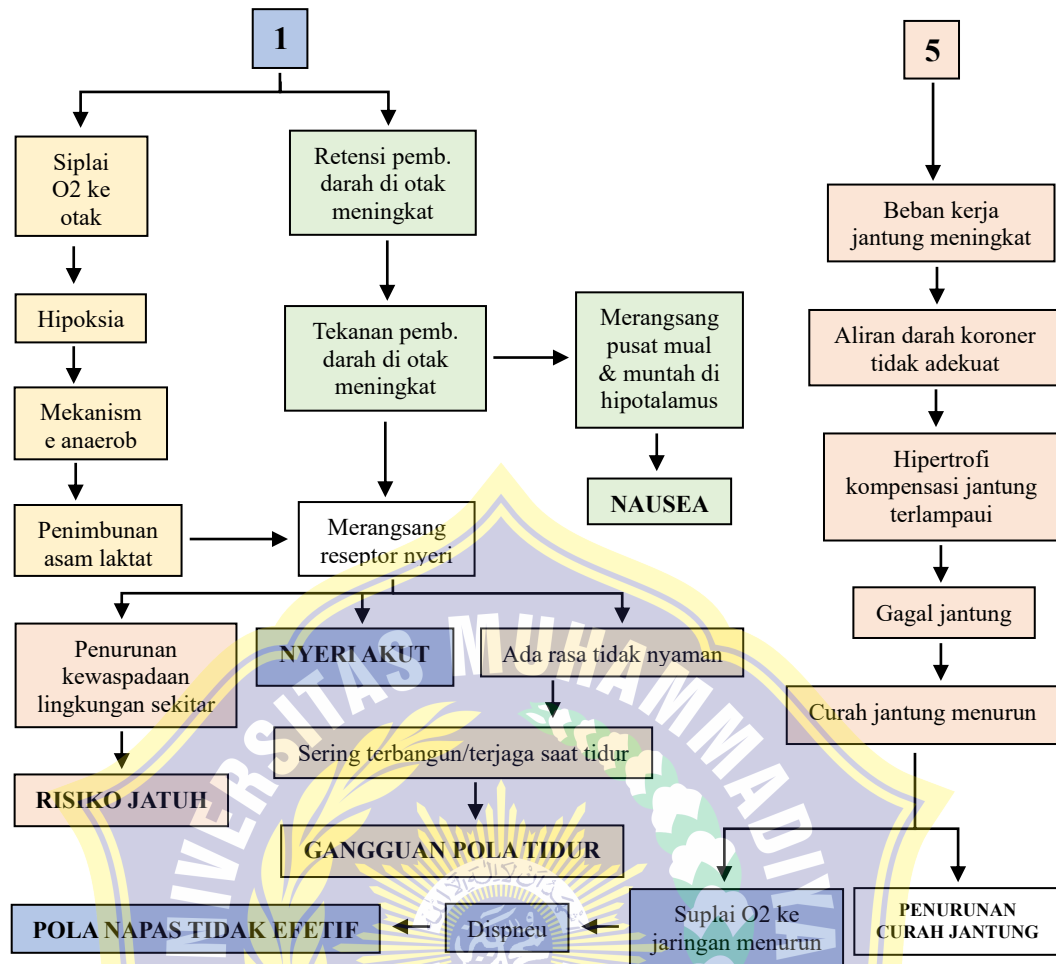 1
5
Siplai
O2 ke
otak
Retensi pemb.
darah di otak
meningkat
Beban kerja
jantung meningkat
Hipoksia
Tekanan pemb.
darah di otak
meningkat
Merangsang
pusat mual
& muntah di
hipotalamus
Aliran darah koroner
tidak adekuat
Mekanism
e anaerob
Hipertrofi
kompensasi jantung
terlampaui
NAUSEA
Penimbunan
asam laktat
Merangsang
reseptor nyeri
Gagal jantung
Penurunan
kewaspadaan
lingkungan sekitar
NYERI AKUT
Ada rasa tidak nyaman
Curah jantung menurun
Sering terbangun/terjaga saat tidur
RISIKO JATUH
GANGGUAN POLA TIDUR
POLA NAPAS TIDAK EFETIF
Dispneu
Suplai O2 ke
jaringan menurun
PENURUNAN
CURAH JANTUNG